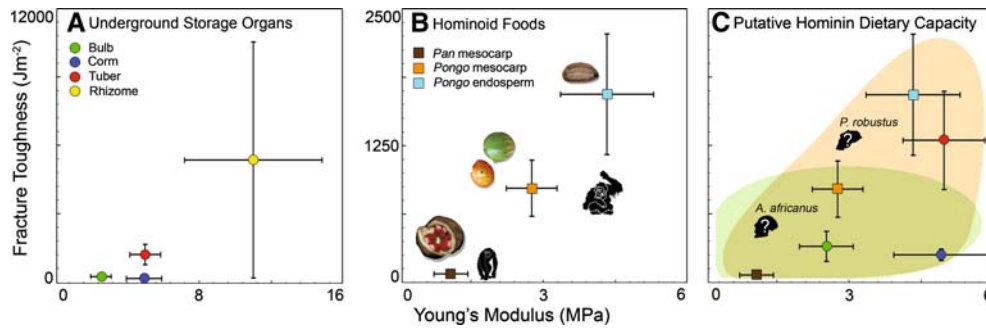 A Underground Storage Organs
Bulb
Corm
Tuber
Rhizome
12000
0
0
8
16
Fracture Toughness (Jm⁻²)
B Hominoid Foods
Pan mesocarp
Pongo mesocarp
Pongo endosperm
2500
1250
0
0
3
6
Young's Modulus (MPa)
C Putative Hominin Dietary Capacity
P. robustus
?
A. africanus
?
3
6